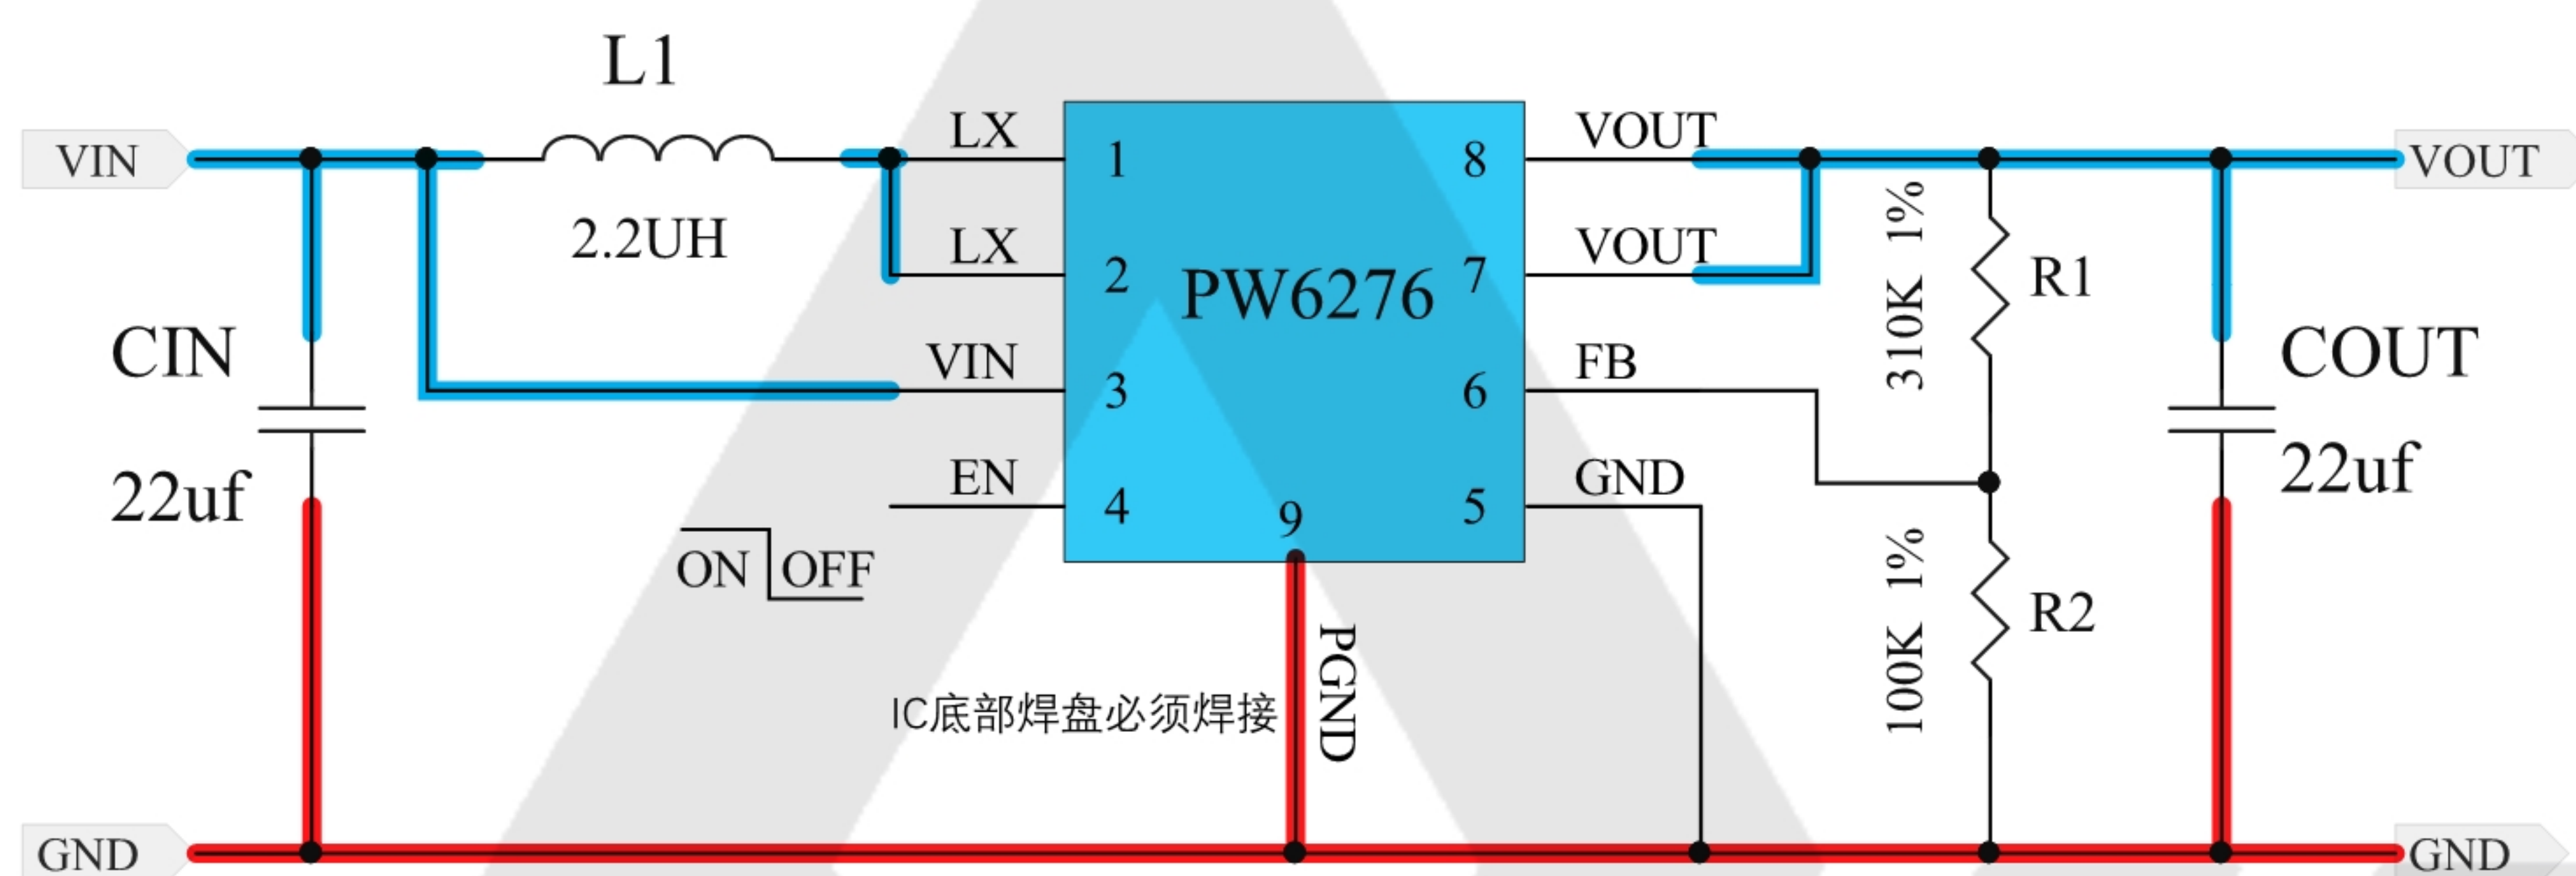 L1
VIN
2.2UH
LX
1
LX
2
VIN
3
EN
4
PW6276
8
VOUT
7
VOUT
6
FB
5
GND
9
VOUT
310K 1%
R1
CIN
22uf
COUT
22uf
ON
OFF
100K 1%
R2
IC底部焊盘必须焊接
PGND
GND
GND